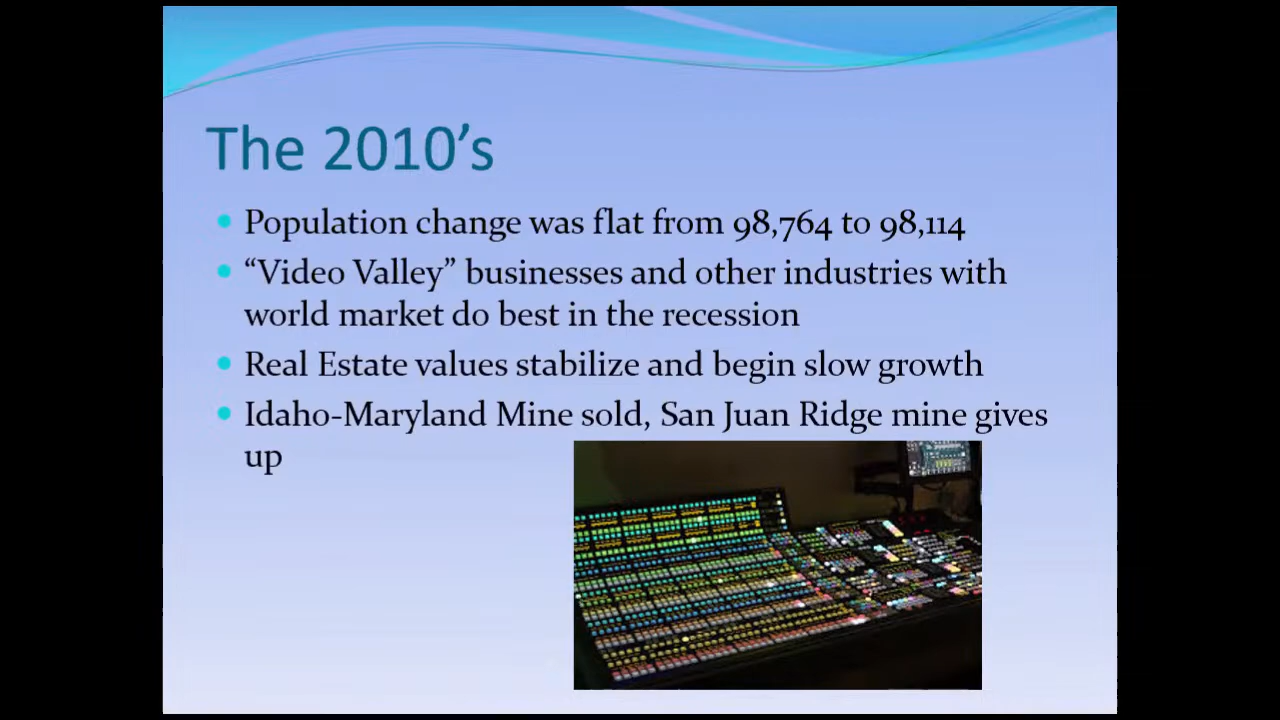 The 2010’s
Population change was flat from 98,764 to 98,114
“Video Valley” businesses and other industries with
world market do best in the recession
Real Estate values stabilize and begin slow growth
Idaho-Maryland Mine sold, San Juan Ridge mine gives
up